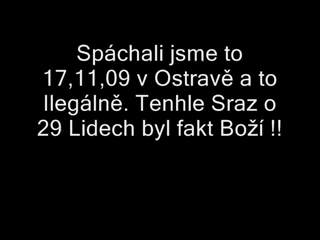 Spáchali jsme to
17,11,09 v Ostravě a to
Ilegálně. Tenhle Sraz o
29 Lidech byl fakt Boží !!